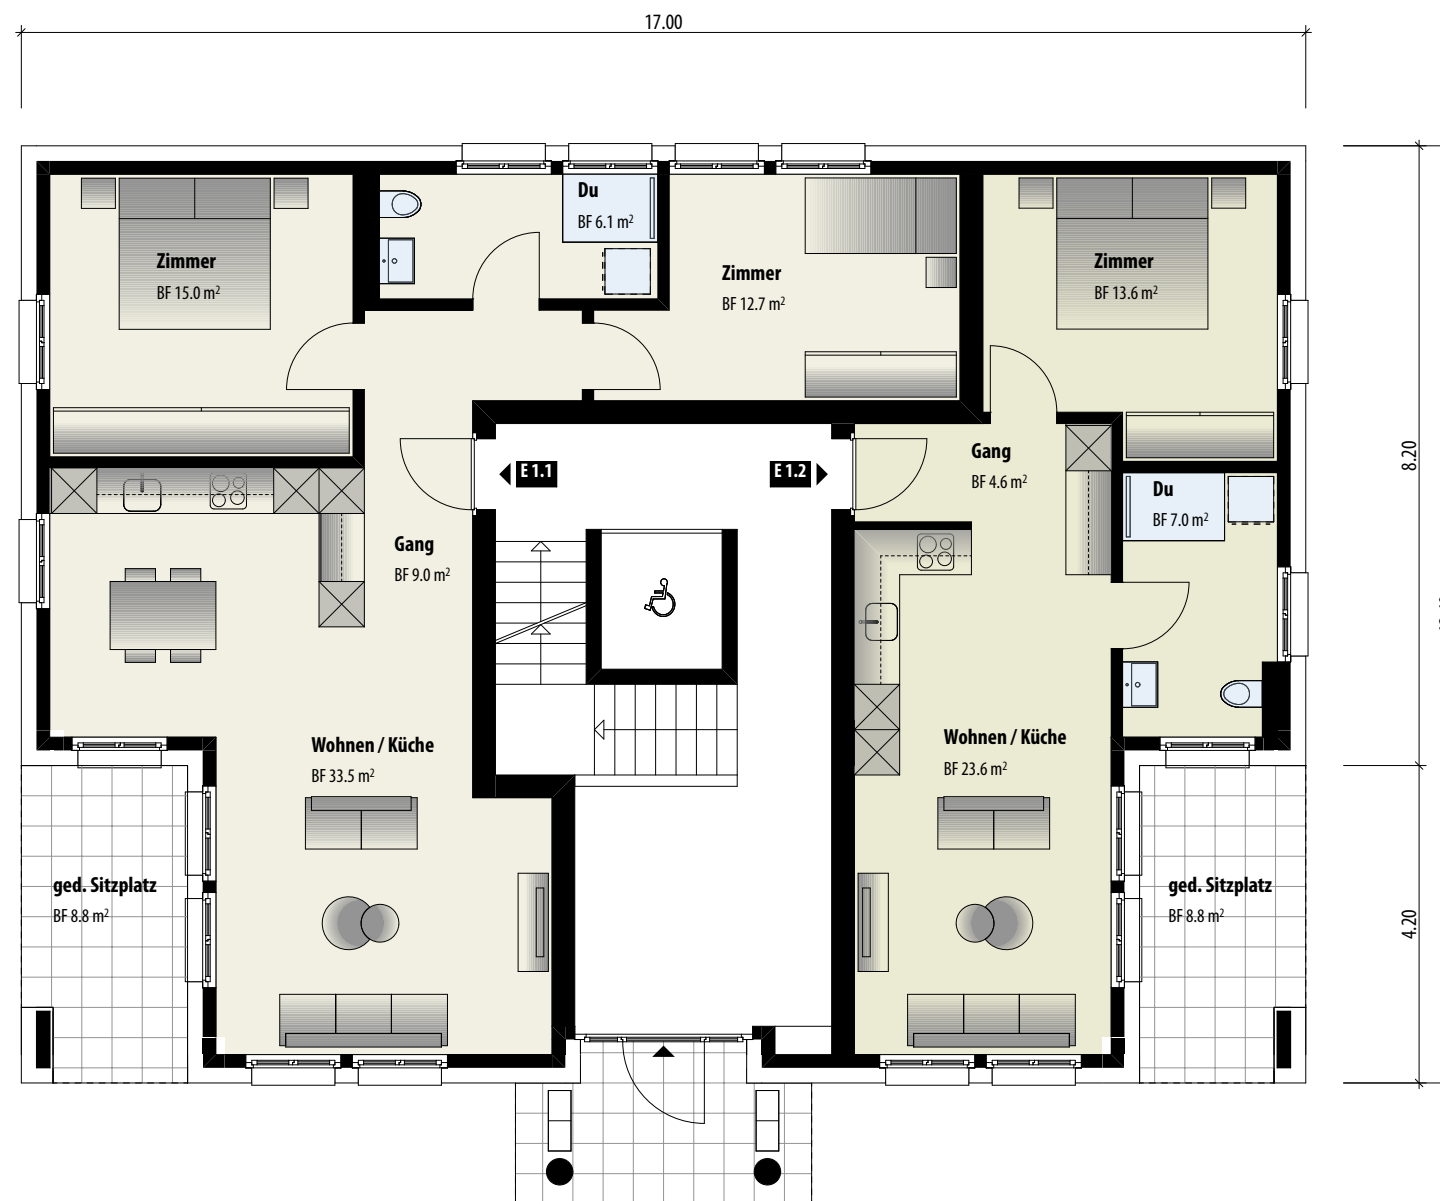 17.00
Du
BF 6.1 m²
Zimmer
BF 15.0 m²
Zimmer
BF 12.7 m²
Zimmer
BF 13.6 m²
8.20
E 1.1
E 1.2
Gang
BF 4.6 m²
Du
BF 7.0 m²
Gang
BF 9.0 m²
Wohnen / Küche
BF 33.5 m²
Wohnen / Küche
BF 23.6 m²
ged. Sitzplatz
BF 8.8 m²
ged. Sitzplatz
BF 8.8 m²
4.20